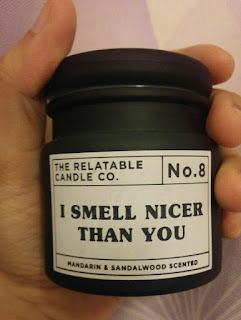 THE RELATABLE
CANDLE CO.
No.8
I SMELL NICER
THAN YOU
MANDARIN & SANDALWOOD SCENTED